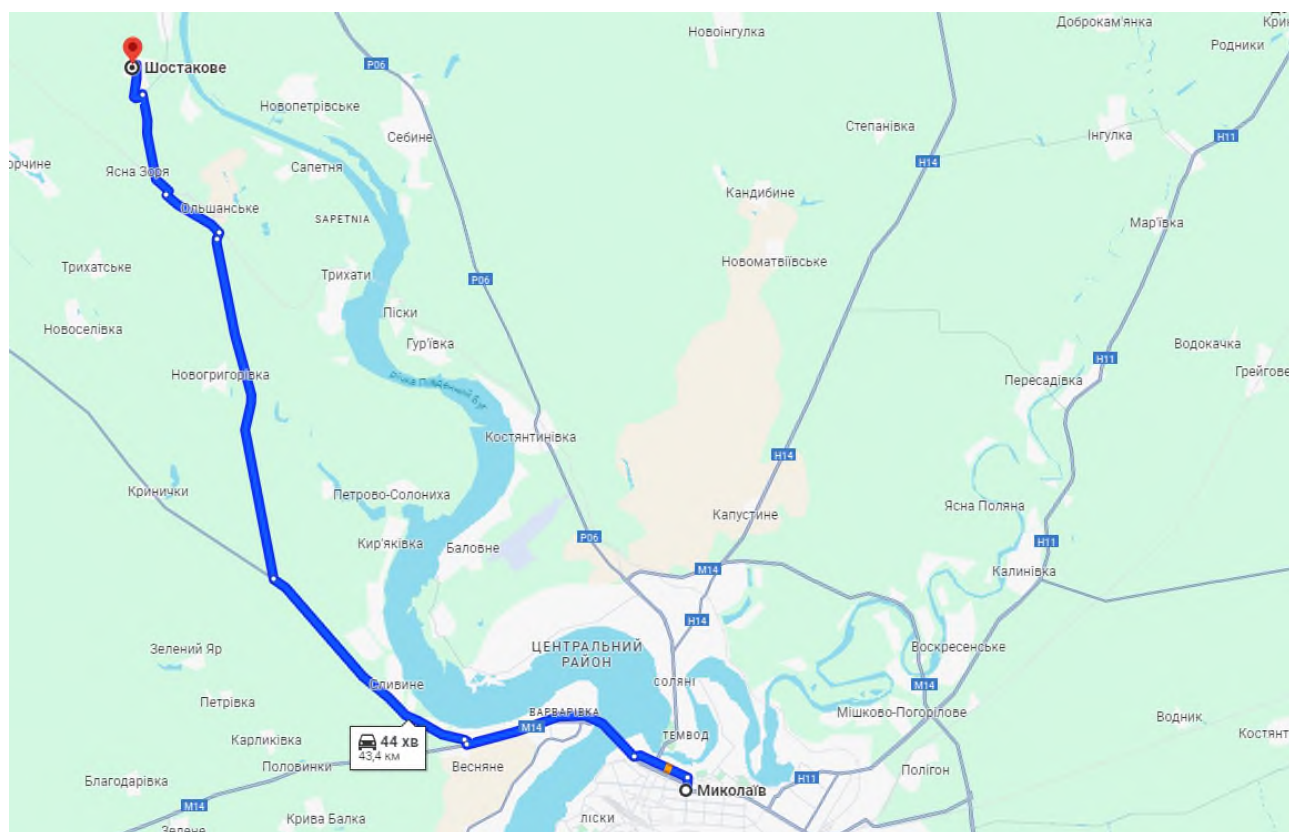 Доброкам'янка
Новоінгулка
Родники
Шостакове
P06
Новопетрівське
Себине
Степанівка
Інгулка
H11
H14
Сапетня
Ясна Зоря
Кандибине
Ольшанське
SAPETNIA
Мар'ївка
Трихатське
Трихати
Новоматвіївське
P06
Піски
Новоселівка
Гур'ївка
Водокачка
H11
Новогригорівка
річка Південний Буг
Пересадівка
Грейгове
Костянтинівка
H14
Кринички
Петрово-Солониха
Ясна Поляна
Капустине
Кир'яківка
Баловне
P06
H11
M14
Калинівка
H14
ЦЕНТРАЛЬНИЙ
РАЙОН
Зелений Яр
Воскресенське
СОЛЯНІ
Сливине
M14
Петрівка
ВАРВАРІВКА
Мішково-Погорілове
M14
Водник
44 хв
43,4 км
ТЕМВОД
Карликівка
Половинки
Весняне
Полігон
Благодарівка
H11
Миколаїв
M14
Крива Балка
ЛІСКИ
Зелене